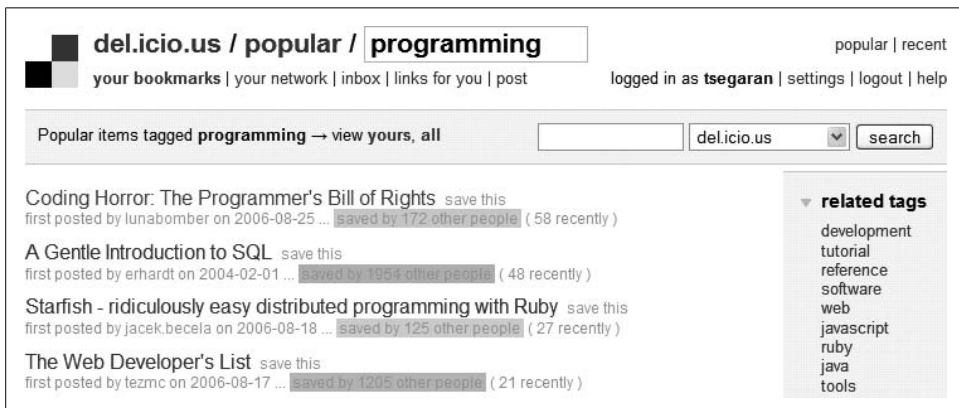 del.icio.us / popular / programming
popular | recent
your bookmarks | your network | inbox | links for you | post
logged in as tsegaran | settings | logout | help
Popular items tagged programming → view yours, all
del.icio.us
search
Coding Horror: The Programmer's Bill of Rights save this
first posted by lunabomber on 2006-08-25 ... saved by 172 other people ( 58 recently )
A Gentle Introduction to SQL save this
first posted by erhardt on 2004-02-01 ... saved by 1954 other people ( 48 recently )
Starfish - ridiculously easy distributed programming with Ruby save this
first posted by jacek.becela on 2006-08-18 ... saved by 125 other people ( 27 recently )
The Web Developer's List save this
first posted by tezmc on 2006-08-17 ... saved by 1205 other people ( 21 recently )
related tags
development
tutorial
reference
software
web
javascript
ruby
java
tools